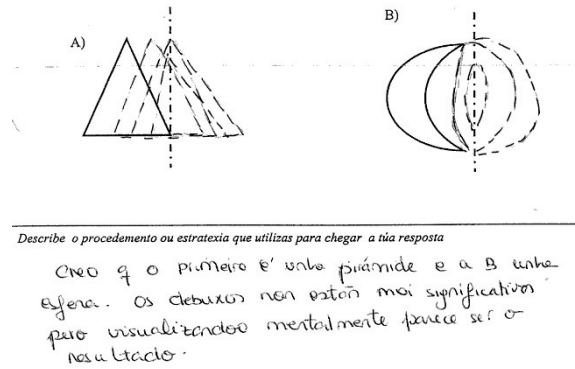 A)
B)
Describe o procedemento ou estratexia que utilizas para chegar a túa resposta
Creo q o primeiro é unha pirámide e a B unha
esfera. Os debuxos non están moi significativos
pero visualizandoo mentalmente parece ser o
resultado.